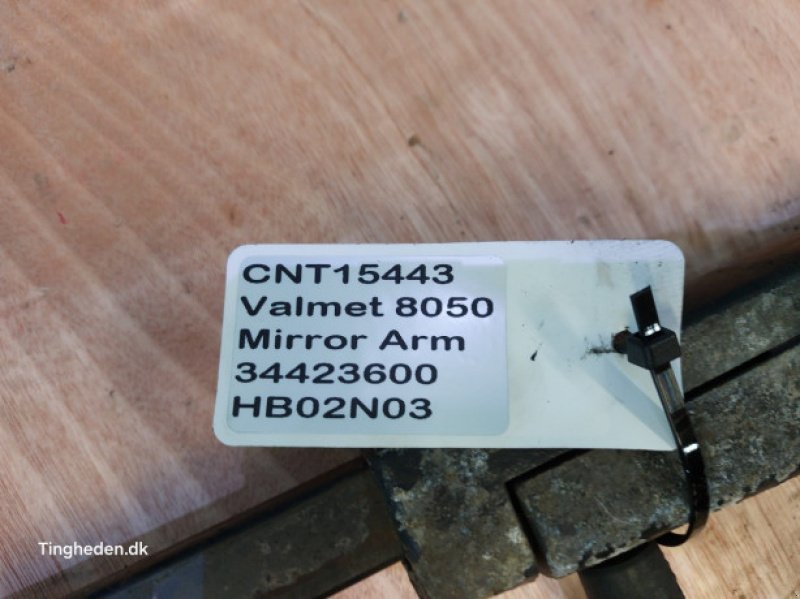 CNT15443
Valmet 8050
Mirror Arm
34423600
HB02N03
Tingheden.dk